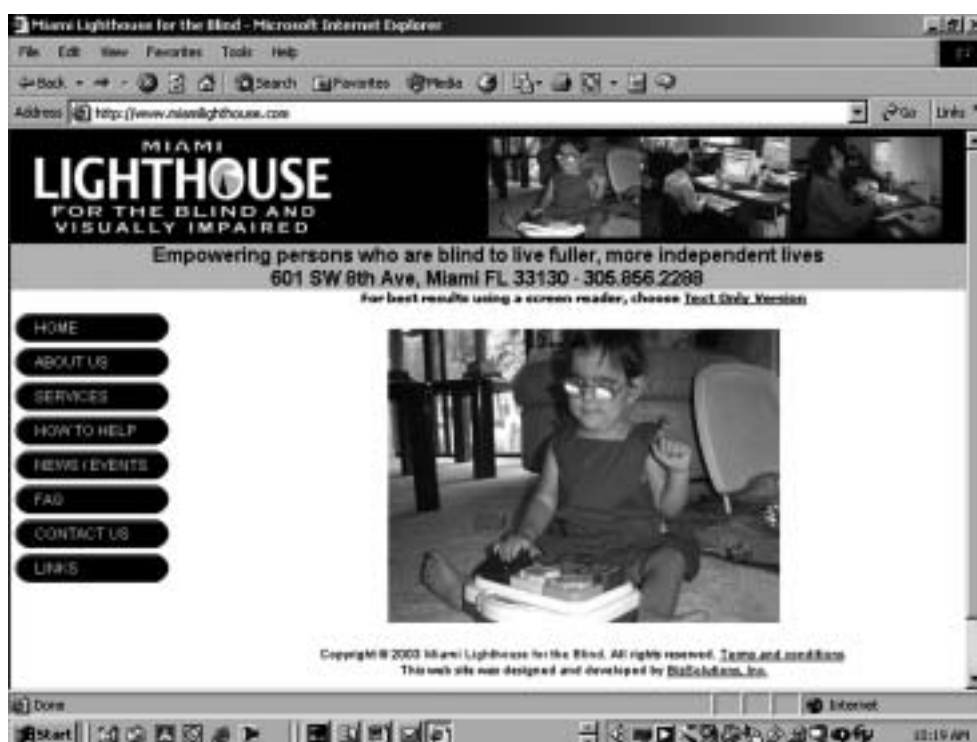 Miami Lighthouse for the Blind - Microsoft Internet Explorer
File Edit View Favorites Tools Help
Back Search Favorites Media
Address http://www.miamilighthouse.com Go Links
MIAMI
LIGHTHOUSE
FOR THE BLIND AND
VISUALLY IMPAIRED
Empowering persons who are blind to live fuller, more independent lives
601 SW 8th Ave, Miami FL 33130 - 305.856.2288
For best results using a screen reader, choose Text Only Version
HOME
ABOUT US
SERVICES
HOW TO HELP
NEWS / EVENTS
FAQ
CONTACT US
LINKS
Copyright © 2003 Miami Lighthouse for the Blind. All rights reserved. Terms and conditions
This web site was designed and developed by BizSolutions, Inc.
Done Internet
Start 10:19 AM